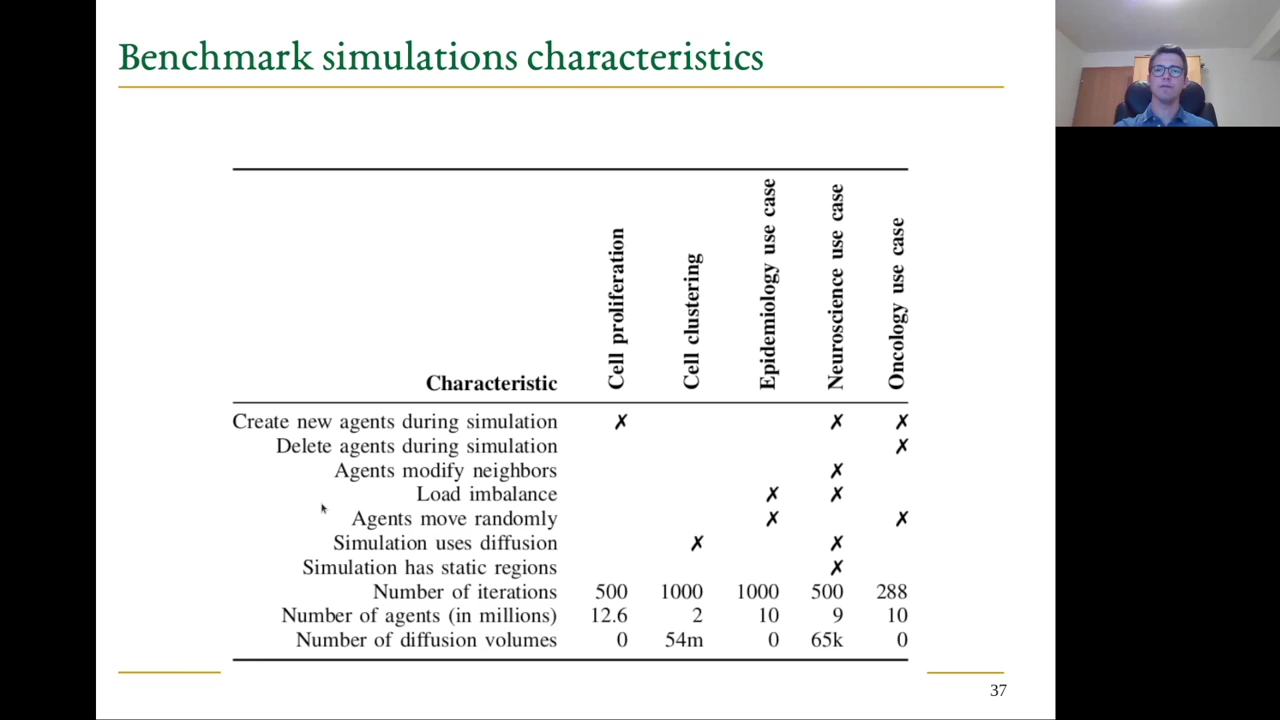 Benchmark simulations characteristics
Characteristic Cell proliferation Cell clustering Epidemiology use case Neuroscience use case Oncology use case
Create new agents during simulation ✗ ✗ ✗
Delete agents during simulation ✗
Agents modify neighbors ✗
Load imbalance ✗ ✗
Agents move randomly ✗ ✗
Simulation uses diffusion ✗ ✗
Simulation has static regions ✗
Number of iterations 500 1000 1000 500 288
Number of agents (in millions) 12.6 2 10 9 10
Number of diffusion volumes 0 54m 0 65k 0
37